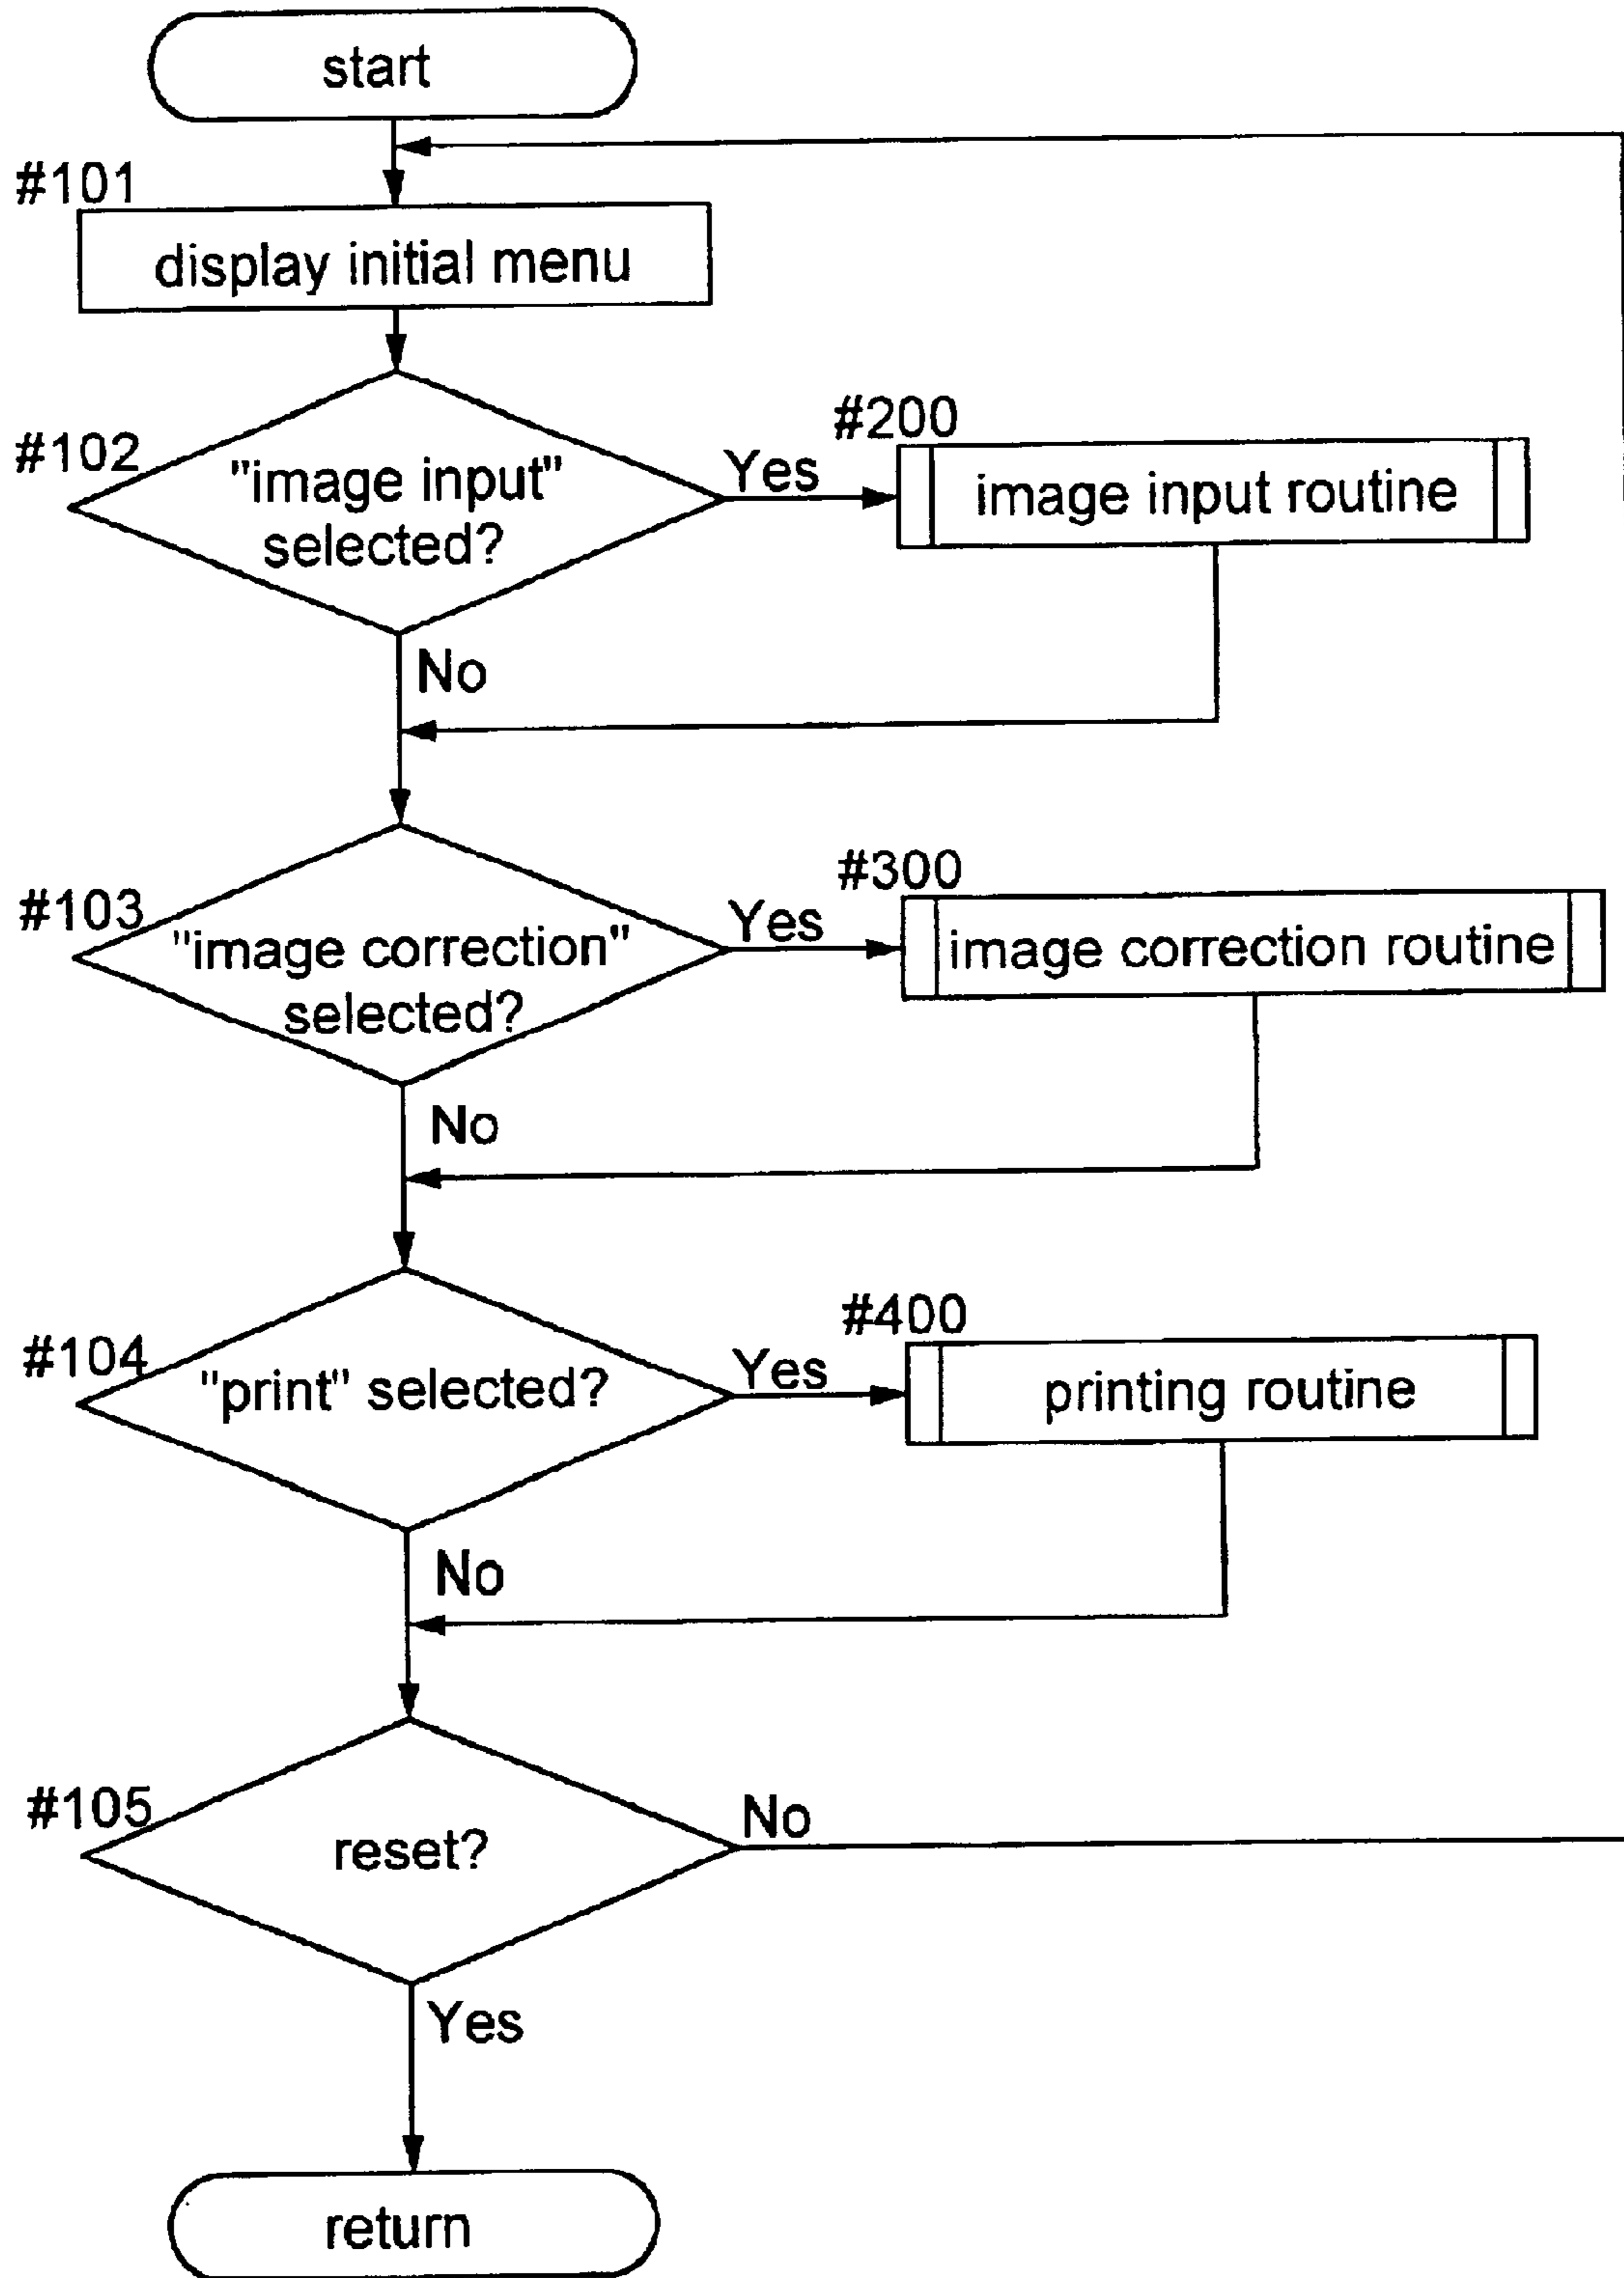 start
#101
display initial menu
#102
"image input"
selected?
Yes
#200
image input routine
No
#103
"image correction"
selected?
Yes
#300
image correction routine
No
#104
"print" selected?
Yes
#400
printing routine
No
#105
reset?
No
Yes
return